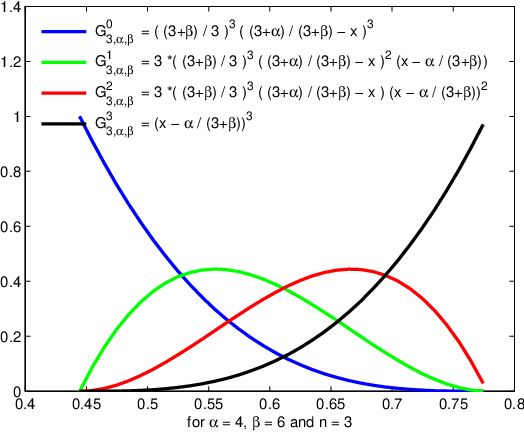 1.4
G⁰3,α,β = ( (3+β) / 3 )³ ( (3+α) / (3+β) − x )³
G¹3,α,β = 3 *( (3+β) / 3 )³ ( (3+α) / (3+β) − x )² (x − α / (3+β))
1.2
G²3,α,β = 3 *( (3+β) / 3 )³ ( (3+α) / (3+β) − x ) (x − α / (3+β))²
G³3,α,β = (x − α / (3+β))³
1
0.8
0.6
0.4
0.2
0
0.4 0.45 0.5 0.55 0.6 0.65 0.7 0.75 0.8
for α = 4, β = 6 and n = 3